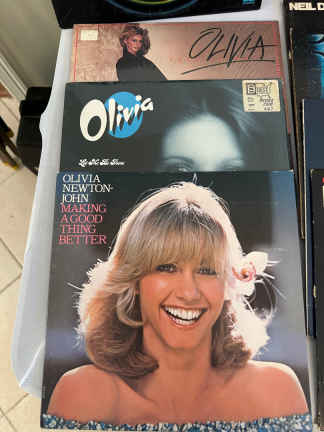 NEIL D
OLIVIA
Olivia
Let Me Be There
OLIVIA
NEWTON-
JOHN
MAKING
A GOOD
THING
BETTER